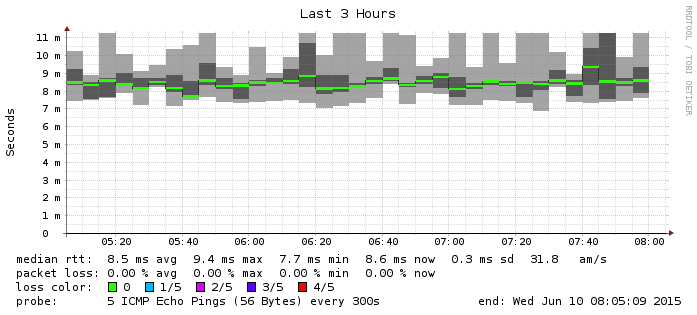 Last 3 Hours
RRDTOOL / TOBI OETIKER
Seconds
11 m
10 m
9 m
8 m
7 m
6 m
5 m
4 m
3 m
2 m
1 m
0
05:20 05:40 06:00 06:20 06:40 07:00 07:20 07:40 08:00
median rtt: 8.5 ms avg 9.4 ms max 7.7 ms min 8.6 ms now 0.3 ms sd 31.8 am/s
packet loss: 0.00 % avg 0.00 % max 0.00 % min 0.00 % now
loss color: 0 1/5 2/5 3/5 4/5
probe: 5 ICMP Echo Pings (56 Bytes) every 300s end: Wed Jun 10 08:05:09 2015